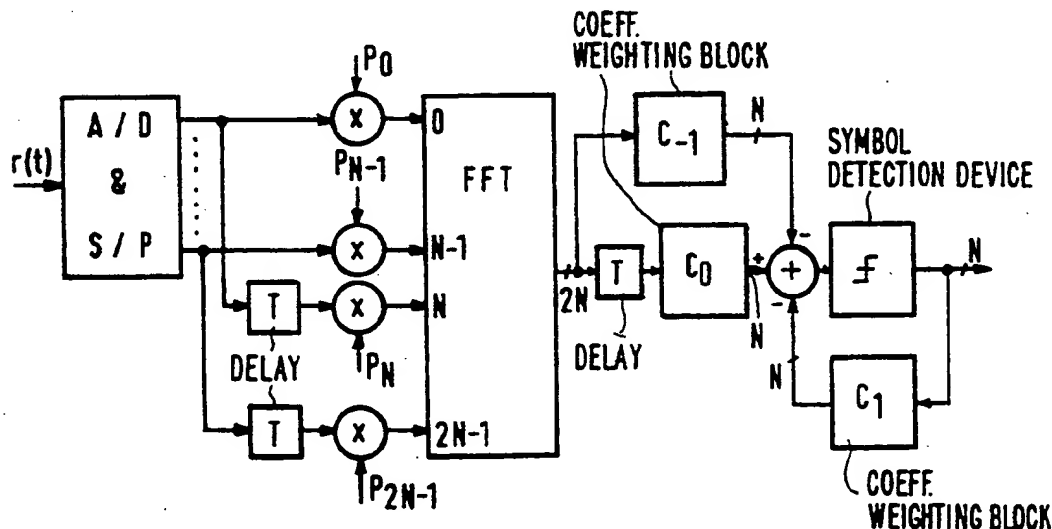 COEFF.
WEIGHTING BLOCK
P0
A / D
&
S / P
r(t)
X
0
FFT
C-1
N
SYMBOL
DETECTION DEVICE
PN-1
X
N-1
T
X
N
PN
DELAY
T
X
2N-1
P2N-1
2N
T
DELAY
C0
+
N
-
+
-
N
N
C1
COEFF.
WEIGHTING BLOCK